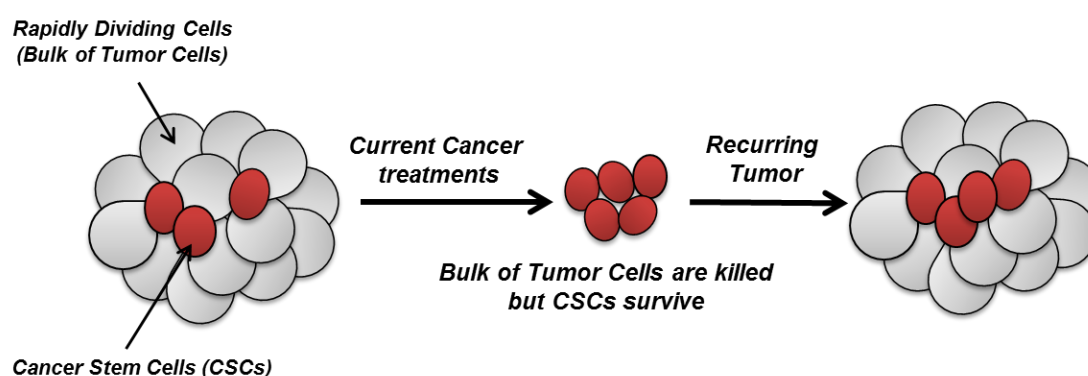 Rapidly Dividing Cells
(Bulk of Tumor Cells)
Current Cancer
treatments
Recurring
Tumor
Bulk of Tumor Cells are killed
but CSCs survive
Cancer Stem Cells (CSCs)